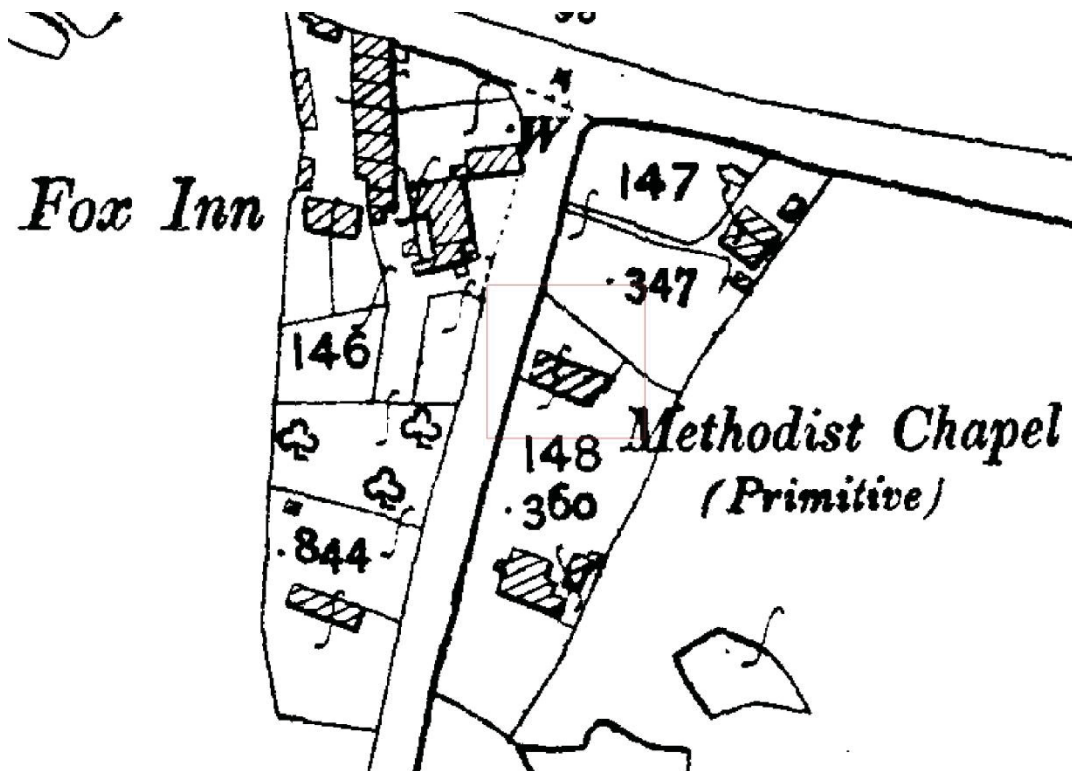 W
147
Fox Inn
·347
146
Methodist Chapel
148
(Primitive)
·360
·844